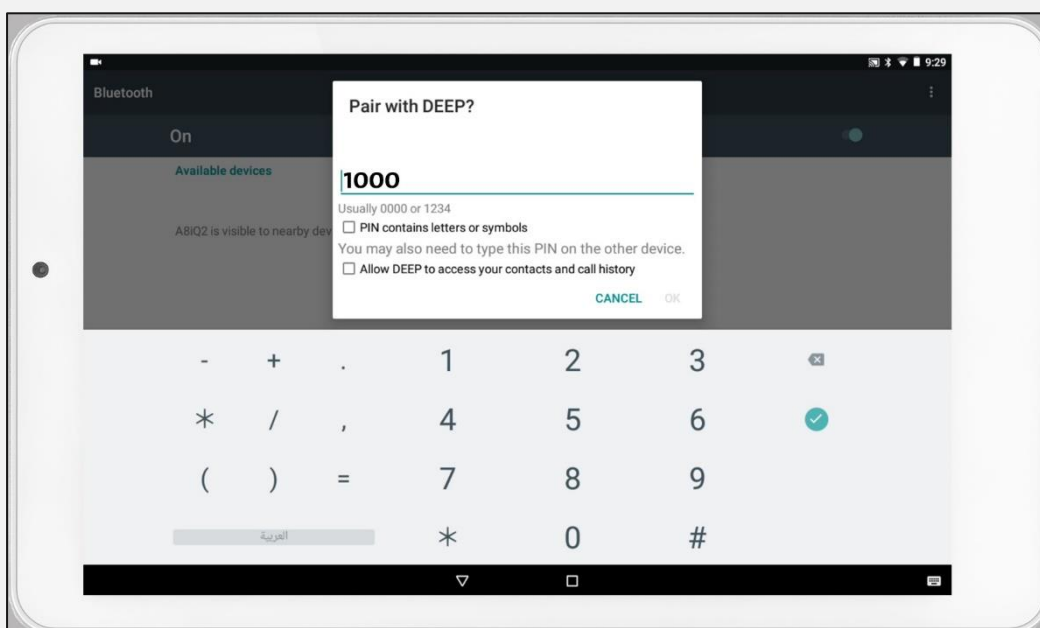 9:29
Bluetooth
On
Available devices
A8iQ2 is visible to nearby dev
Pair with DEEP?
1000
Usually 0000 or 1234
PIN contains letters or symbols
You may also need to type this PIN on the other device.
Allow DEEP to access your contacts and call history
CANCEL OK
- + . 1 2 3
* / , 4 5 6
( ) = 7 8 9
العربية * 0 #